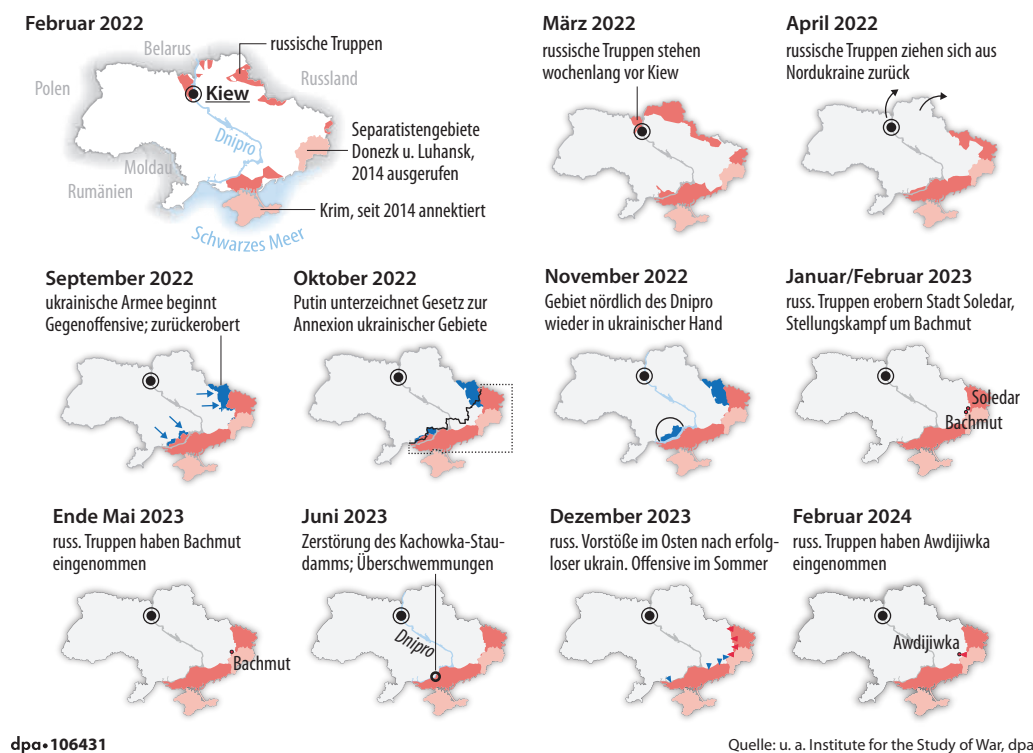 Februar 2022
Belarus
russische Truppen
Polen
Russland
Kiew
Dnipro
Separatistengebiete
Donezk u. Luhansk,
2014 ausgerufen
Moldau
Rumänien
Krim, seit 2014 annektiert
Schwarzes Meer
März 2022
russische Truppen stehen
wochenlang vor Kiew
April 2022
russische Truppen ziehen sich aus
Nordukraine zurück
September 2022
ukrainische Armee beginnt
Gegenoffensive; zurückerobert
Oktober 2022
Putin unterzeichnet Gesetz zur
Annexion ukrainischer Gebiete
November 2022
Gebiet nördlich des Dnipro
wieder in ukrainischer Hand
Januar/Februar 2023
russ. Truppen erobern Stadt Soledar,
Stellungskampf um Bachmut
Soledar
Bachmut
Ende Mai 2023
russ. Truppen haben Bachmut
eingenommen
Bachmut
Juni 2023
Zerstörung des Kachowka-Stau-
damms; Überschwemmungen
Dnipro
Dezember 2023
russ. Vorstöße im Osten nach erfolg-
loser ukrain. Offensive im Sommer
Februar 2024
russ. Truppen haben Awdijiwka
eingenommen
Awdijiwka
dpa•106431
Quelle: u. a. Institute for the Study of War, dpa